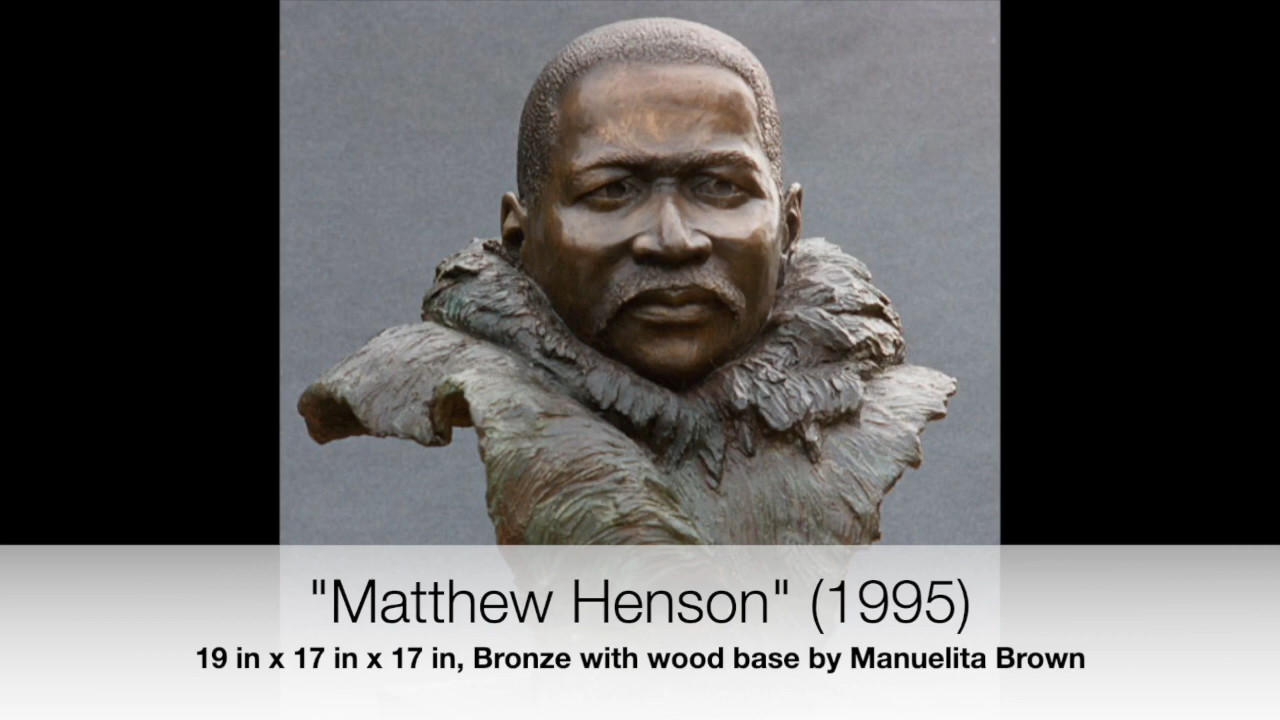 "Matthew Henson" (1995)
19 in x 17 in x 17 in, Bronze with wood base by Manuelita Brown